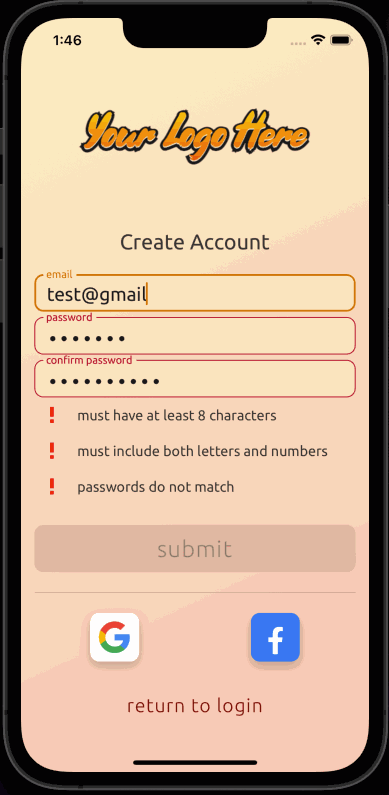 1:46
Your Logo Here
Create Account
email
test@gmail
password
•••••••
confirm password
••••••••••
! must have at least 8 characters
! must include both letters and numbers
! passwords do not match
submit
G f
return to login